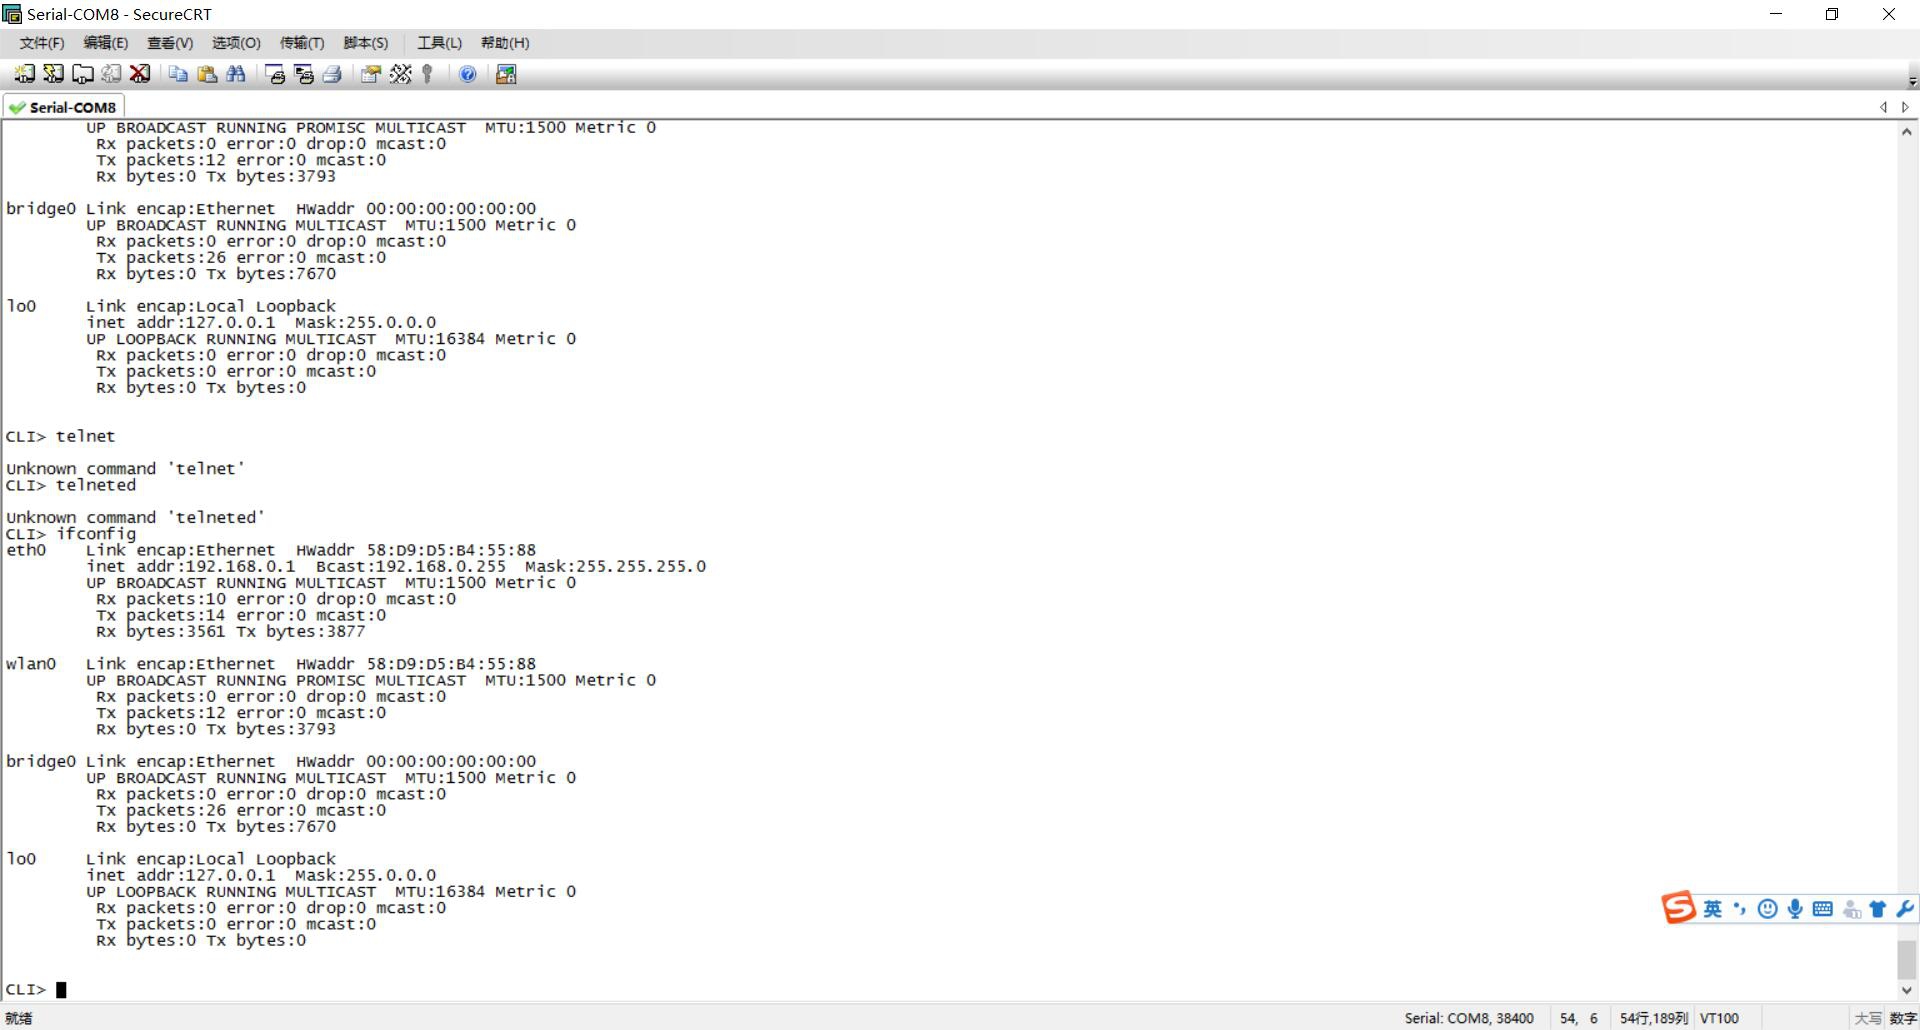 Serial-COM8 - SecureCRT
文件(F) 编辑(E) 查看(V) 选项(O) 传输(T) 脚本(S) 工具(L) 帮助(H)
Serial-COM8
UP BROADCAST RUNNING PROMISC MULTICAST  MTU:1500 Metric 0
Rx packets:0 error:0 drop:0 mcast:0
Tx packets:12 error:0 mcast:0
Rx bytes:0 Tx bytes:3793
bridge0 Link encap:Ethernet  HWaddr 00:00:00:00:00:00
UP BROADCAST RUNNING MULTICAST  MTU:1500 Metric 0
Rx packets:0 error:0 drop:0 mcast:0
Tx packets:26 error:0 mcast:0
Rx bytes:0 Tx bytes:7670
lo0     Link encap:Local Loopback
inet addr:127.0.0.1  Mask:255.0.0.0
UP LOOPBACK RUNNING MULTICAST  MTU:16384 Metric 0
Rx packets:0 error:0 drop:0 mcast:0
Tx packets:0 error:0 mcast:0
Rx bytes:0 Tx bytes:0
CLI> telnet
Unknown command 'telnet'
CLI> telneted
Unknown command 'telneted'
CLI> ifconfig
eth0    Link encap:Ethernet  HWaddr 58:D9:D5:B4:55:88
inet addr:192.168.0.1  Bcast:192.168.0.255  Mask:255.255.255.0
UP BROADCAST RUNNING MULTICAST  MTU:1500 Metric 0
Rx packets:10 error:0 drop:0 mcast:0
Tx packets:14 error:0 mcast:0
Rx bytes:3561 Tx bytes:3877
wlan0   Link encap:Ethernet  HWaddr 58:D9:D5:B4:55:88
UP BROADCAST RUNNING PROMISC MULTICAST  MTU:1500 Metric 0
Rx packets:0 error:0 drop:0 mcast:0
Tx packets:12 error:0 mcast:0
Rx bytes:0 Tx bytes:3793
bridge0 Link encap:Ethernet  HWaddr 00:00:00:00:00:00
UP BROADCAST RUNNING MULTICAST  MTU:1500 Metric 0
Rx packets:0 error:0 drop:0 mcast:0
Tx packets:26 error:0 mcast:0
Rx bytes:0 Tx bytes:7670
lo0     Link encap:Local Loopback
inet addr:127.0.0.1  Mask:255.0.0.0
UP LOOPBACK RUNNING MULTICAST  MTU:16384 Metric 0
Rx packets:0 error:0 drop:0 mcast:0
Tx packets:0 error:0 mcast:0
Rx bytes:0 Tx bytes:0
英
CLI>
就绪 Serial: COM8, 38400 54, 6 54行,189列 VT100 大写 数字